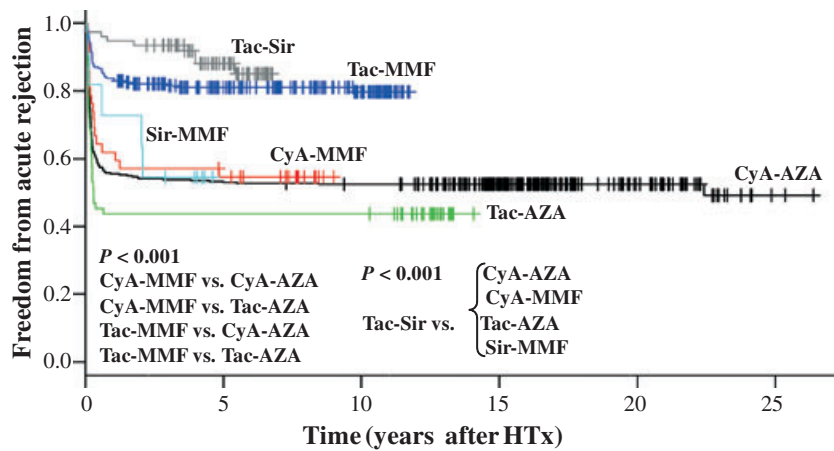 Freedom from acute rejection
1.0
0.8
0.6
0.4
0.2
0.0
Tac-Sir
Tac-MMF
Sir-MMF
CyA-MMF
CyA-AZA
Tac-AZA
P < 0.001
CyA-MMF vs. CyA-AZA
CyA-MMF vs. Tac-AZA
Tac-MMF vs. CyA-AZA
Tac-MMF vs. Tac-AZA
P < 0.001
Tac-Sir vs.
CyA-AZA
CyA-MMF
Tac-AZA
Sir-MMF
0 5 10 15 20 25
Time (years after HTx)